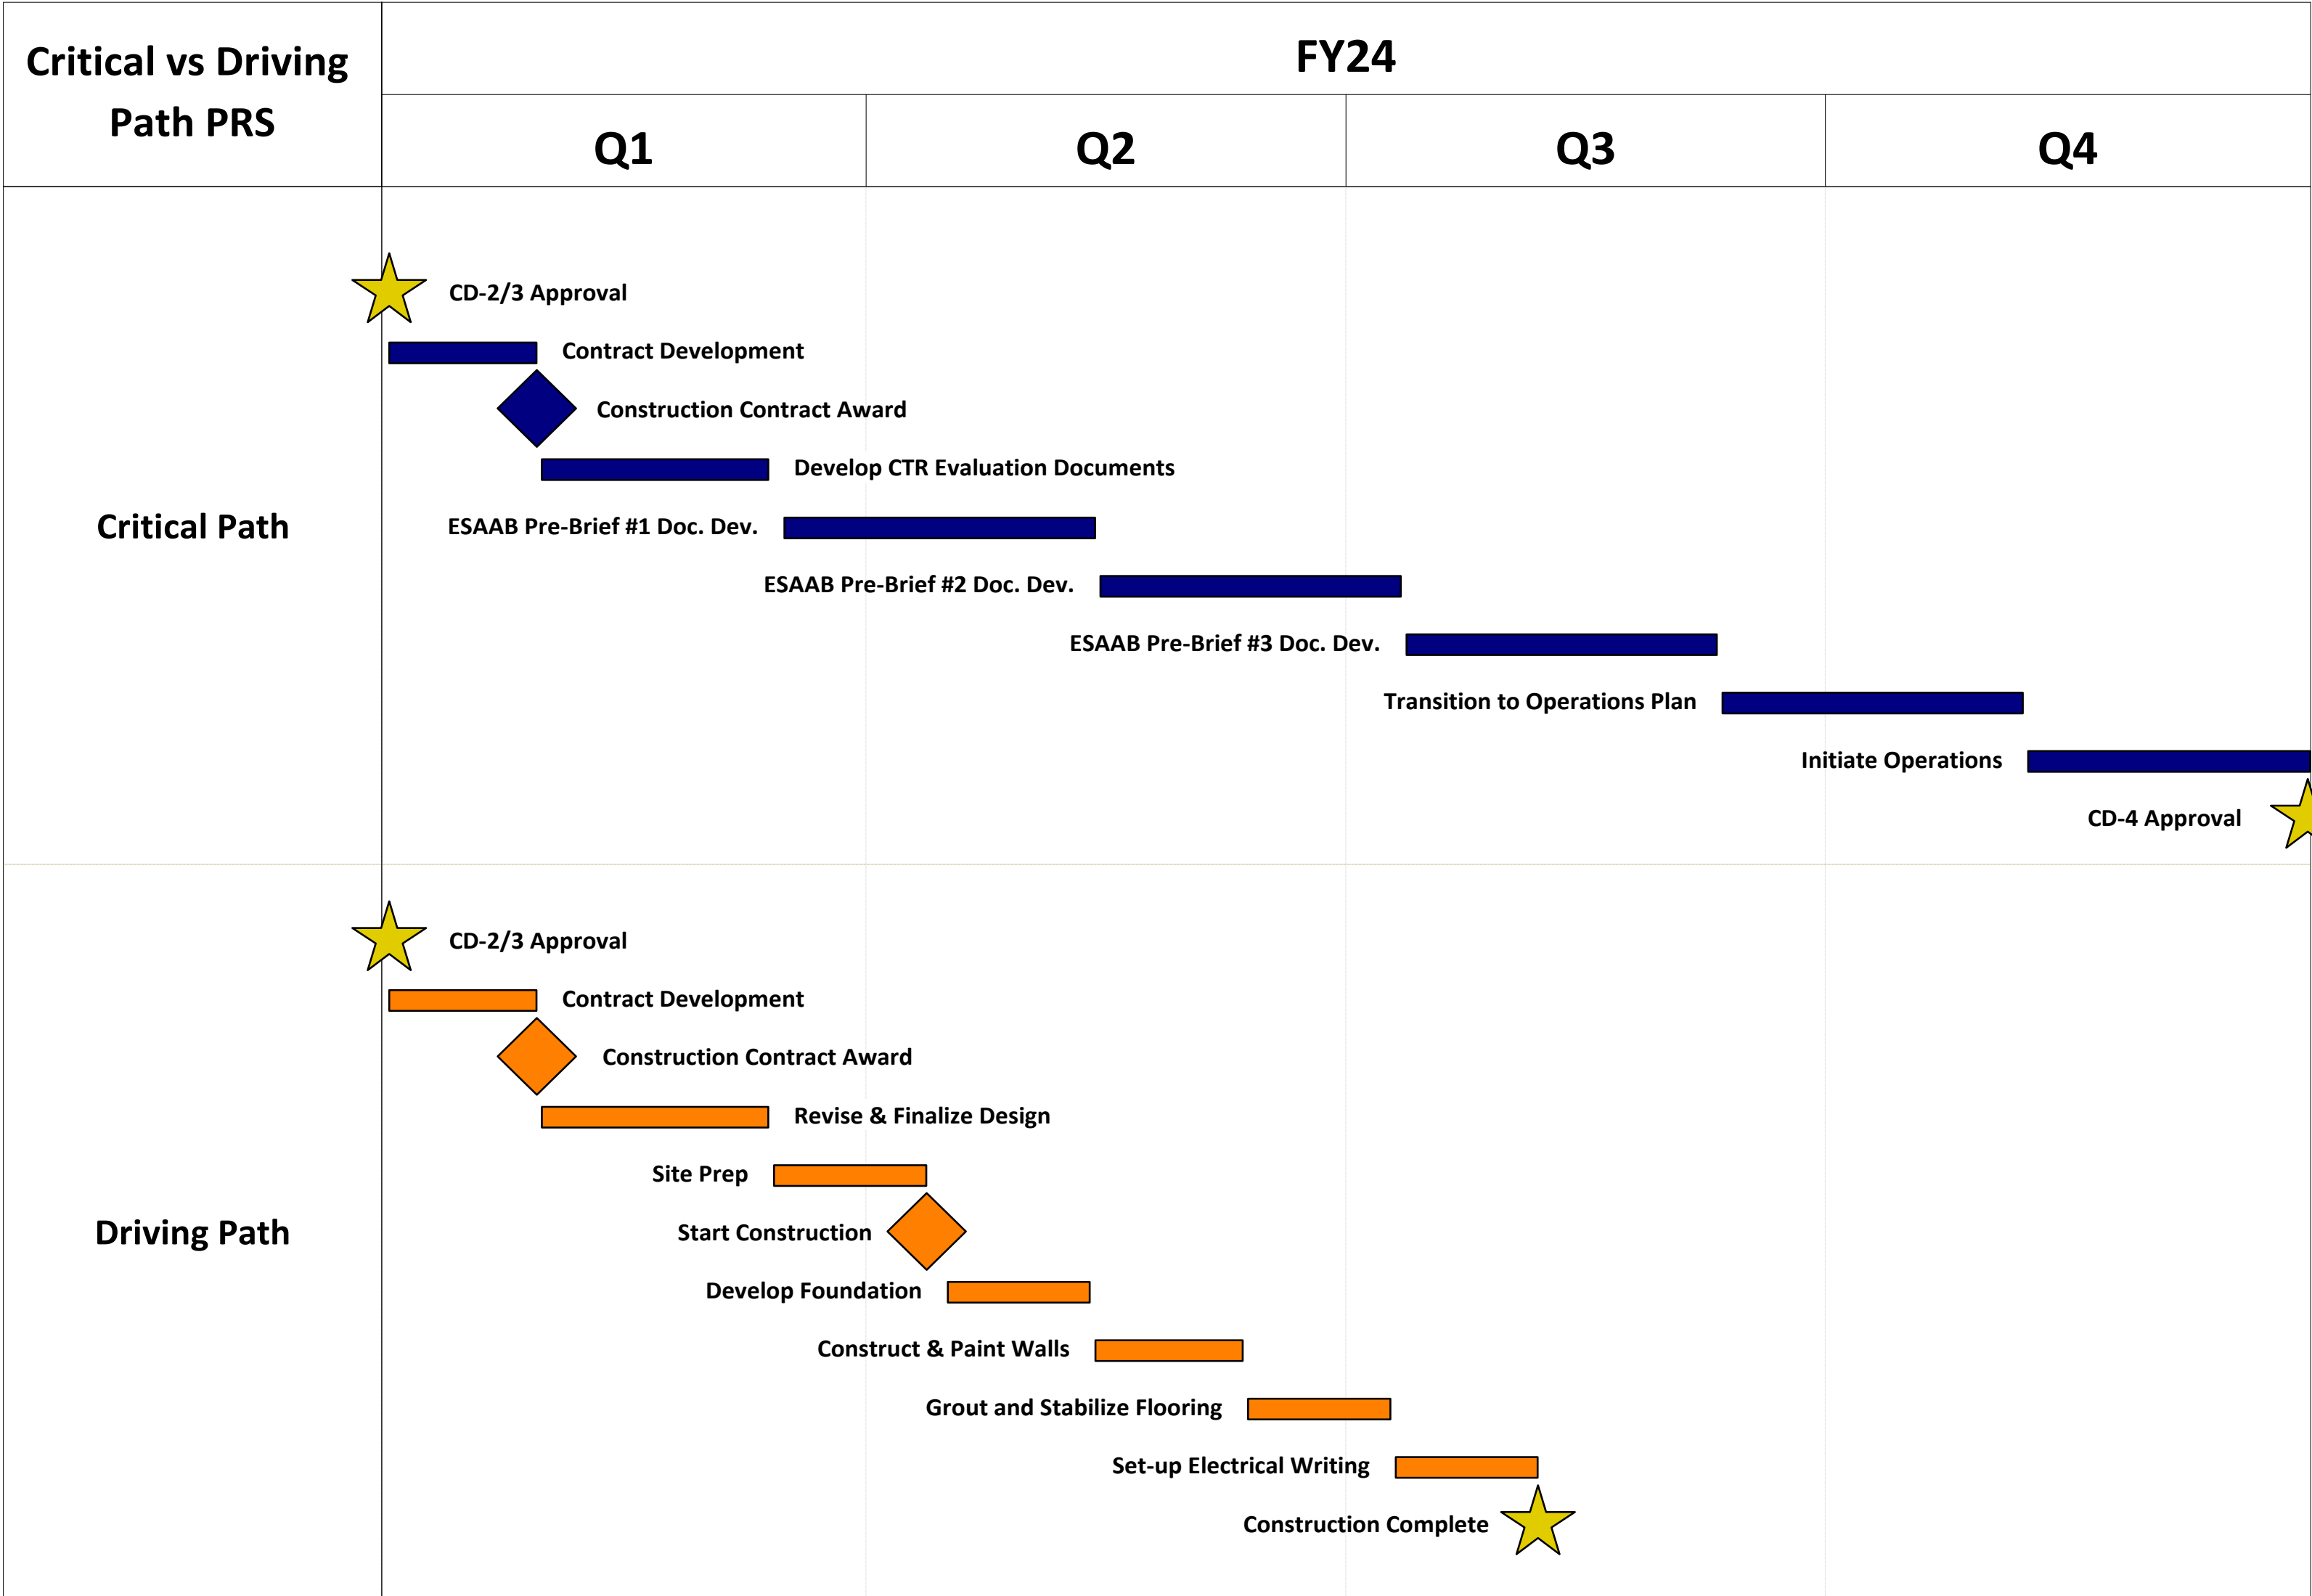 Critical vs Driving
Path PRS
FY24
Q1
Q2
Q3
Q4
Critical Path
CD-2/3 Approval
Contract Development
Construction Contract Award
Develop CTR Evaluation Documents
ESAAB Pre-Brief #1 Doc. Dev.
ESAAB Pre-Brief #2 Doc. Dev.
ESAAB Pre-Brief #3 Doc. Dev.
Transition to Operations Plan
Initiate Operations
CD-4 Approval
Driving Path
CD-2/3 Approval
Contract Development
Construction Contract Award
Revise & Finalize Design
Site Prep
Start Construction
Develop Foundation
Construct & Paint Walls
Grout and Stabilize Flooring
Set-up Electrical Writing
Construction Complete